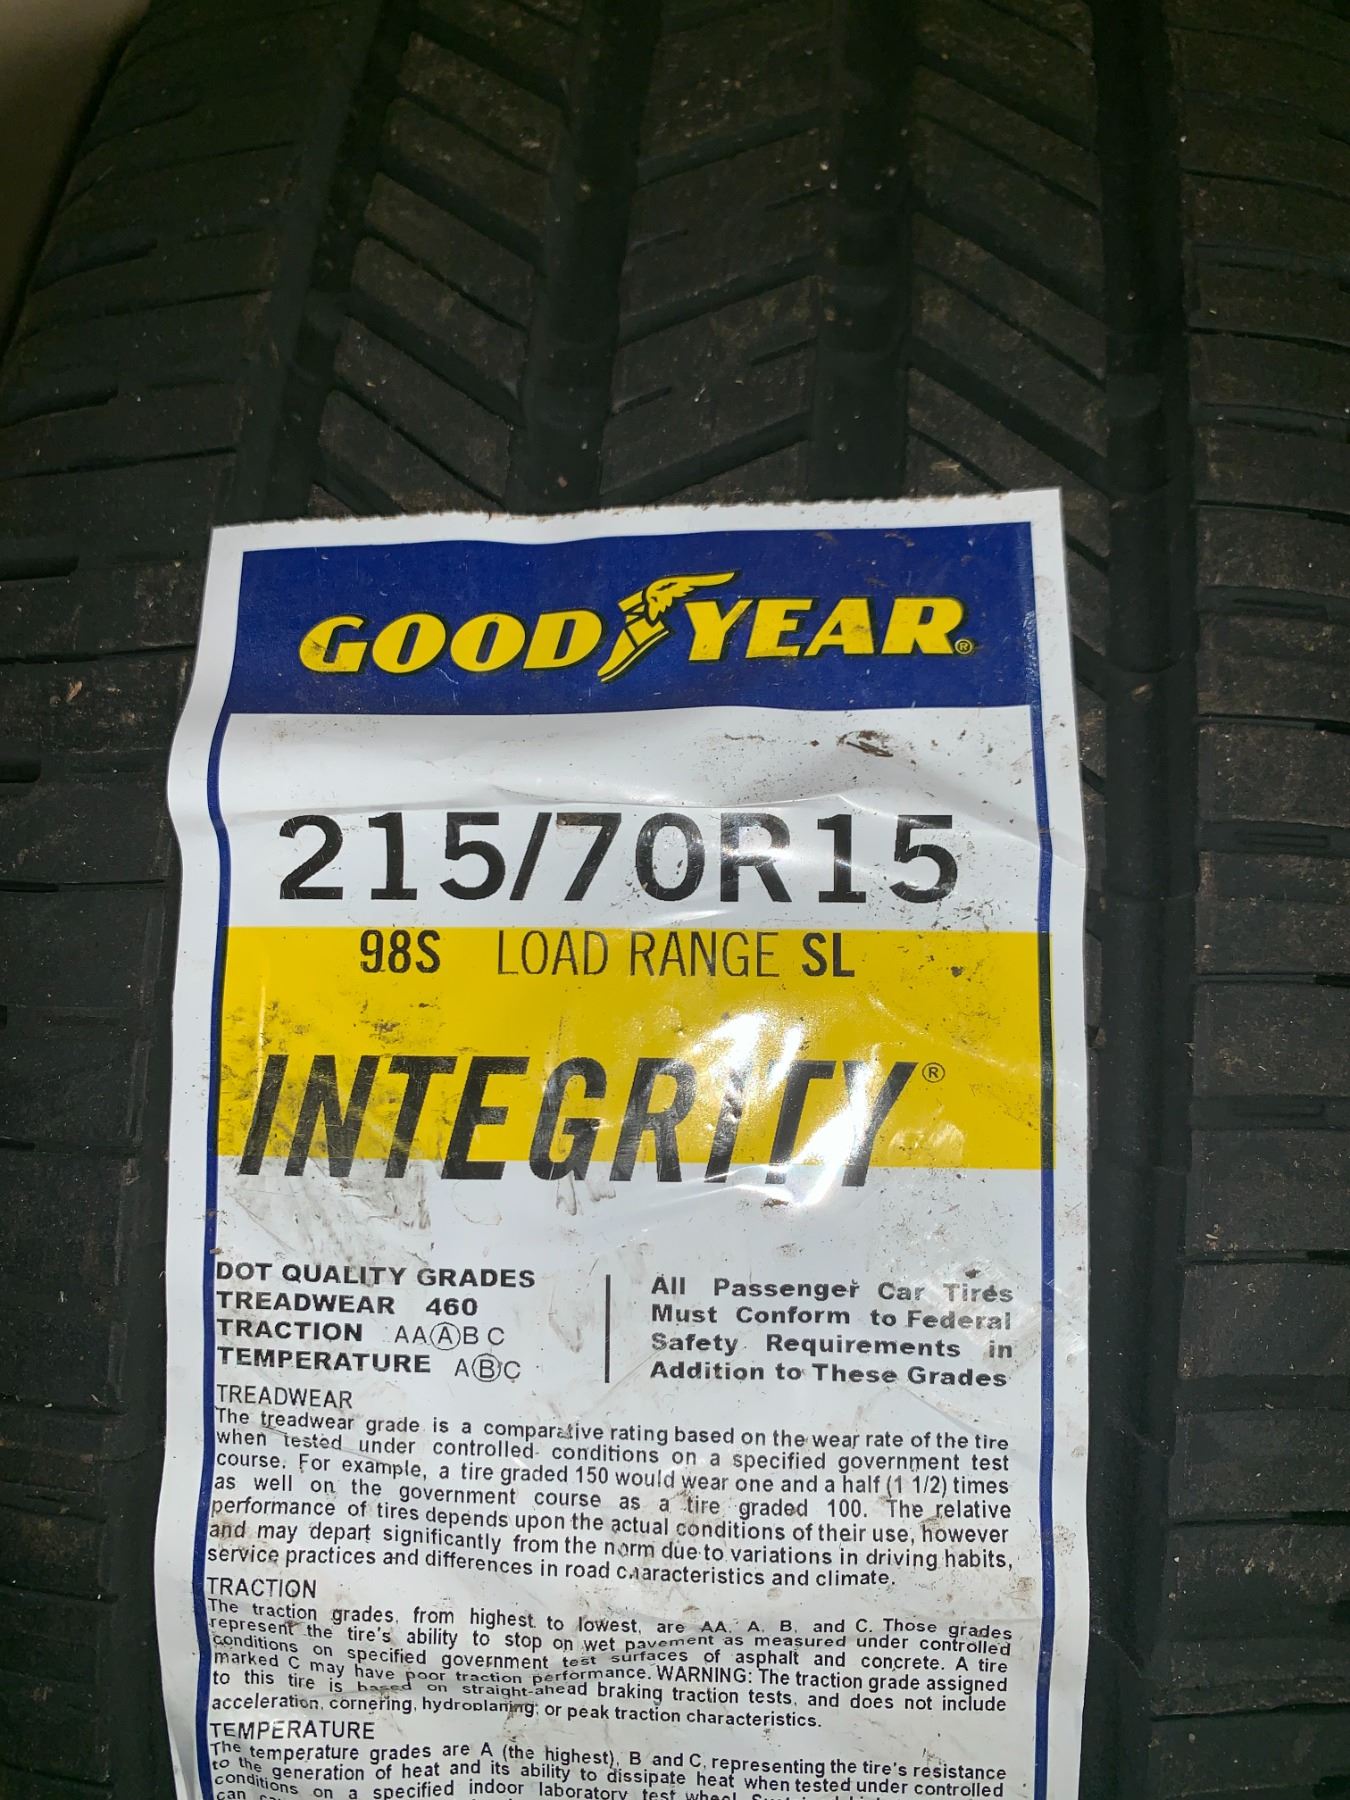 GOODYEAR®
215/70R15
98S LOAD RANGE SL
INTEGRITY®
DOT QUALITY GRADES
TREADWEAR 460
TRACTION AA A B C
TEMPERATURE A B C
All Passenger Car Tires
Must Conform to Federal
Safety Requirements in
Addition to These Grades
TREADWEAR
The treadwear grade is a comparative rating based on the wear rate of the tire
when tested under controlled conditions on a specified government test
course. For example, a tire graded 150 would wear one and a half (1 1/2) times
as well on the government course as a tire graded 100. The relative
performance of tires depends upon the actual conditions of their use, however
and may depart significantly from the norm due to variations in driving habits,
service practices and differences in road characteristics and climate.
TRACTION
The traction grades, from highest to lowest, are AA, A, B, and C. Those grades
represent the tire's ability to stop on wet pavement as measured under controlled
conditions on specified government test surfaces of asphalt and concrete. A tire
marked C may have poor traction performance. WARNING: The traction grade assigned
to this tire is based on straight-ahead braking traction tests, and does not include
acceleration, cornering, hydroplaning, or peak traction characteristics.
TEMPERATURE
The temperature grades are A (the highest), B and C, representing the tire's resistance
to the generation of heat and its ability to dissipate heat when tested under controlled
conditions on a specified indoor laboratory test wheel.
can